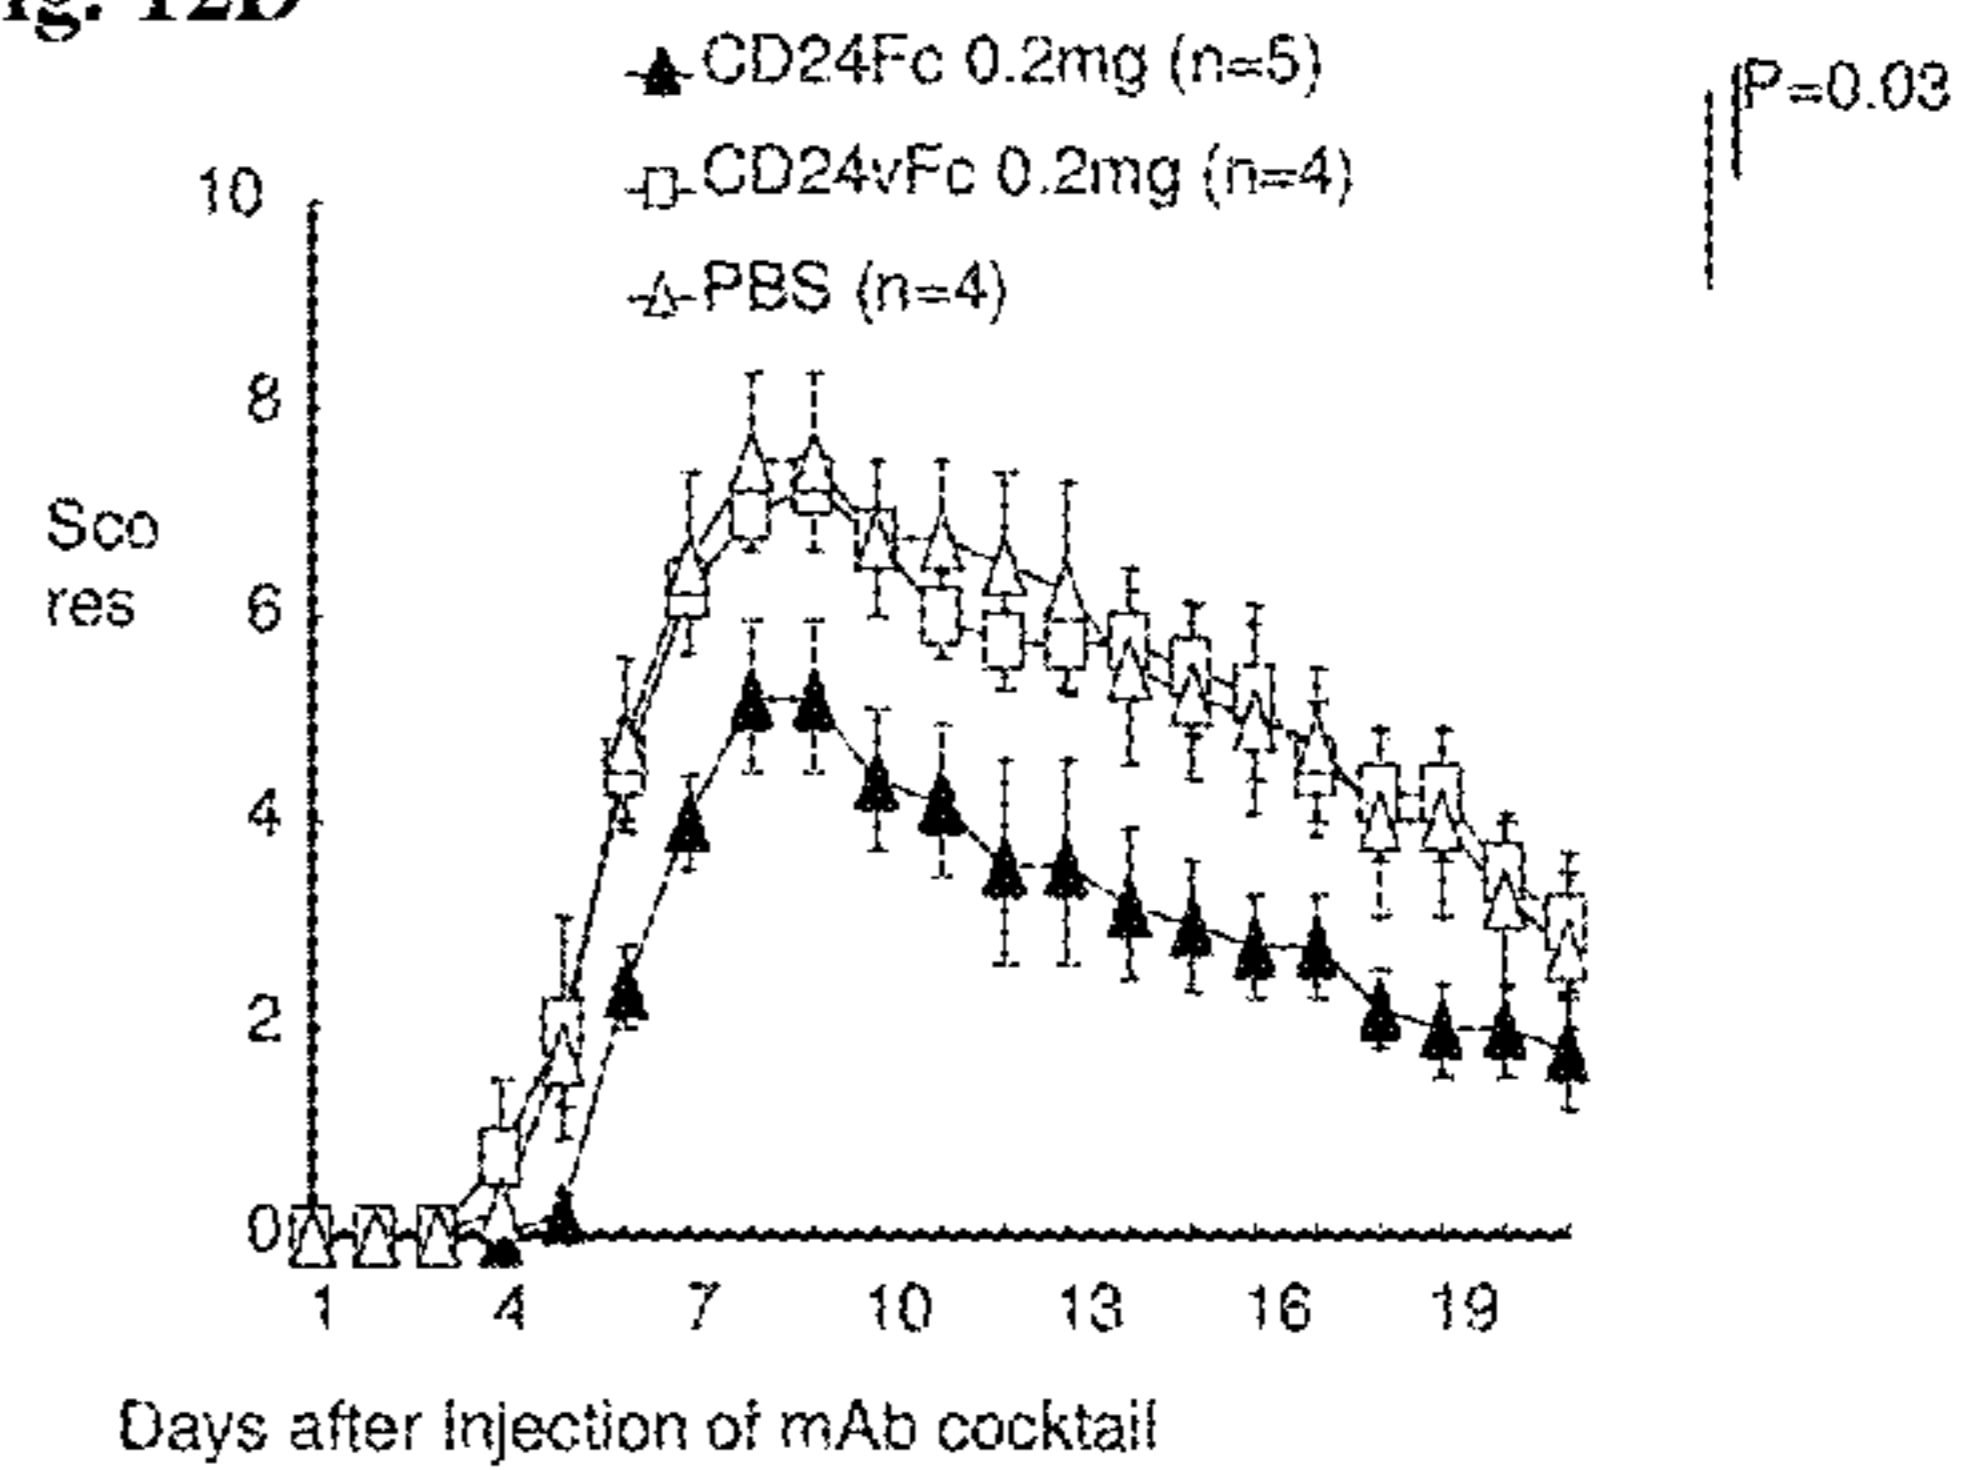 CD24Fc 0.2mg (n=5)
P=0.03
CD24vFc 0.2mg (n=4)
PBS (n=4)
10
8
Sco
res
6
4
2
0
1 4 7 10 13 16 19
Days after Injection of mAb cocktail